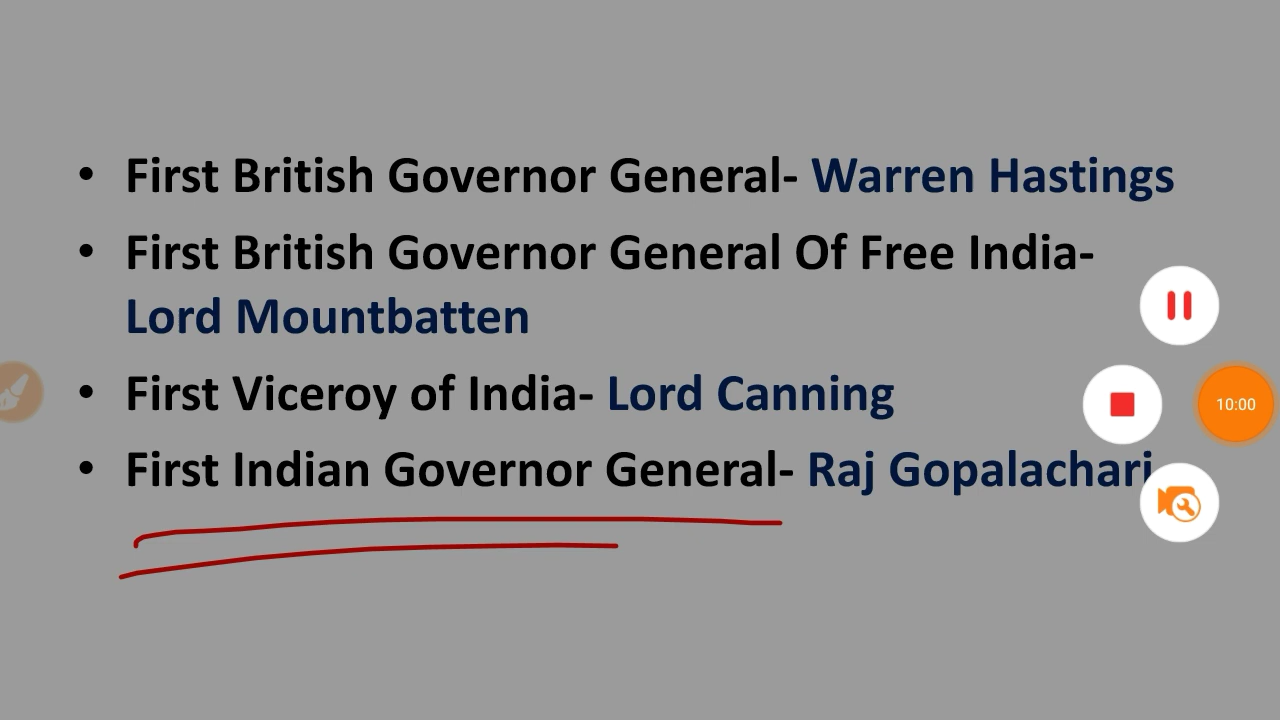 • First British Governor General- Warren Hastings
• First British Governor General Of Free India-
Lord Mountbatten
• First Viceroy of India- Lord Canning
• First Indian Governor General- Raj Gopalachari
10:00